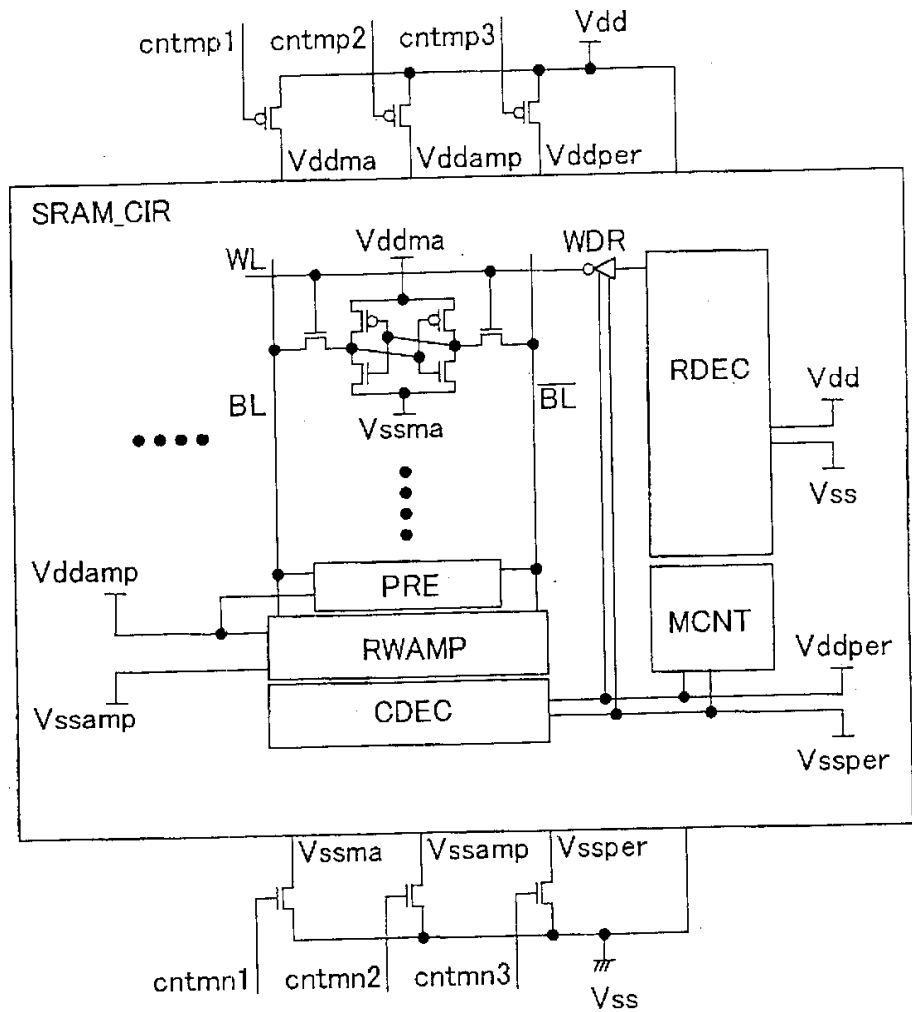 Vdd
cntmp1
cntmp2
cntmp3
Vddma
Vddamp
Vddper
SRAM_CIR
Vddma
WDR
WL
RDEC
Vdd
BL
BL
Vssma
Vss
Vddamp
PRE
MCNT
RWAMP
Vddper
Vssamp
CDEC
Vssper
Vssma
Vssamp
Vssper
cntmn1
cntmn2
cntmn3
Vss